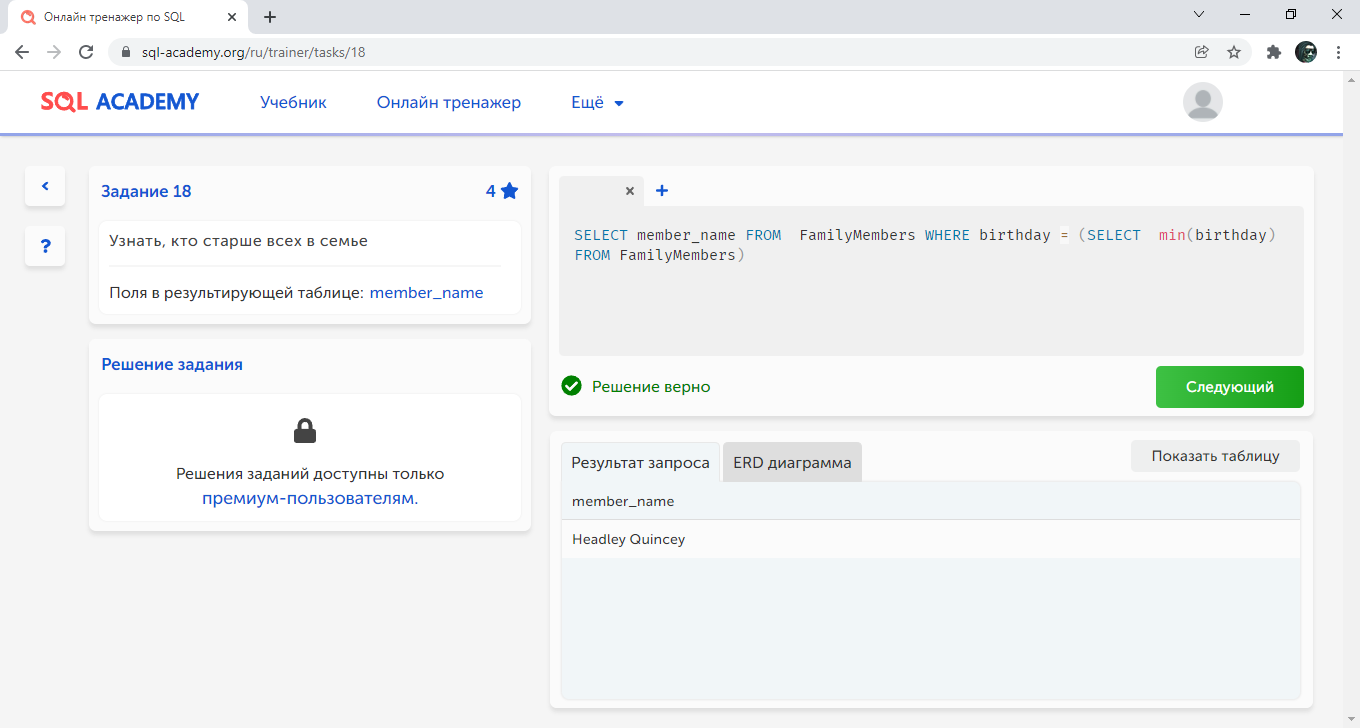 Онлайн тренажер по SQL
sql-academy.org/ru/trainer/tasks/18
SQL ACADEMY
Учебник
Онлайн тренажер
Ещё
Задание 18
4
Узнать, кто старше всех в семье
Поля в результирующей таблице: member_name
?
Решение задания
Решения заданий доступны только
премиум-пользователям.
SELECT member_name FROM  FamilyMembers WHERE birthday = (SELECT  min(birthday)
FROM FamilyMembers)
Решение верно
Следующий
Результат запроса
ERD диаграмма
Показать таблицу
member_name
Headley Quincey